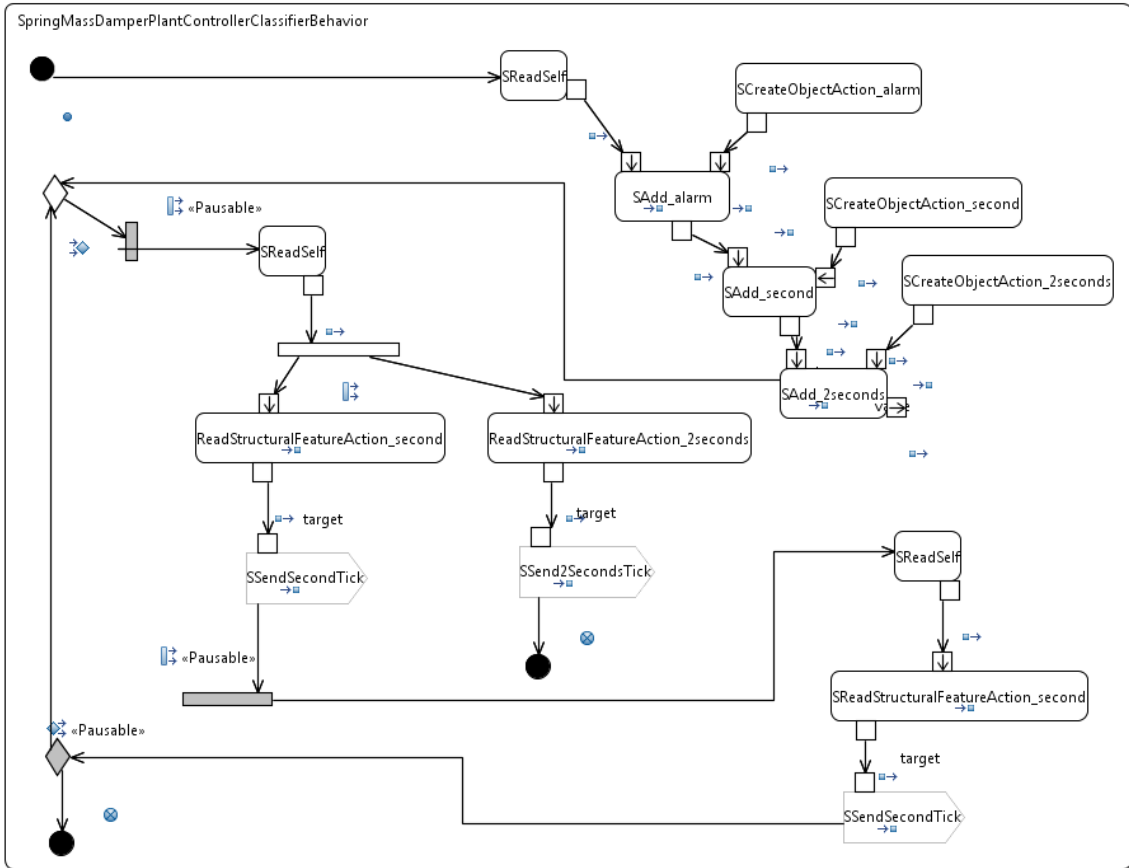 SpringMassDamperPlantControllerClassifierBehavior
SReadSelf
SCreateObjectAction_alarm
SAdd_alarm
«Pausable»
SCreateObjectAction_second
SReadSelf
SAdd_second
SCreateObjectAction_2seconds
SAdd_2seconds
ReadStructuralFeatureAction_second
ReadStructuralFeatureAction_2seconds
target
target
SReadSelf
SSendSecondTick
SSend2SecondsTick
«Pausable»
SReadStructuralFeatureAction_second
«Pausable»
target
SSendSecondTick